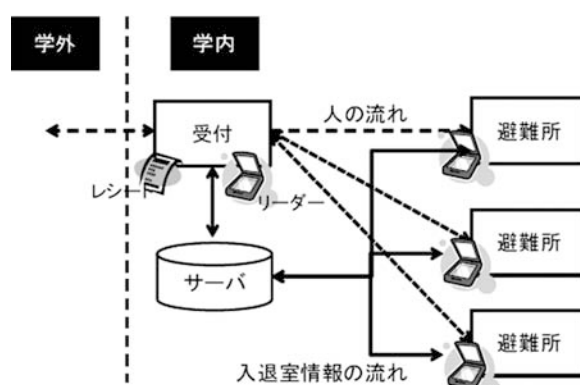 学外
学内
人の流れ
受付
避難所
レシート
リーダー
避難所
サーバ
避難所
入退室情報の流れ